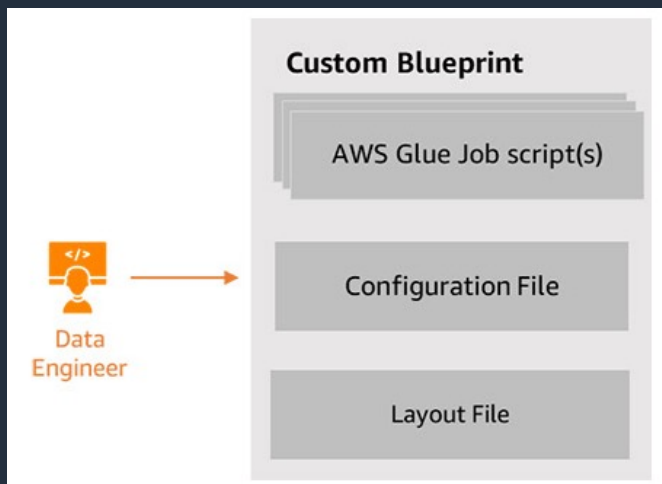 Custom Blueprint
AWS Glue Job script(s)
</>
Data
Engineer
Configuration File
Layout File